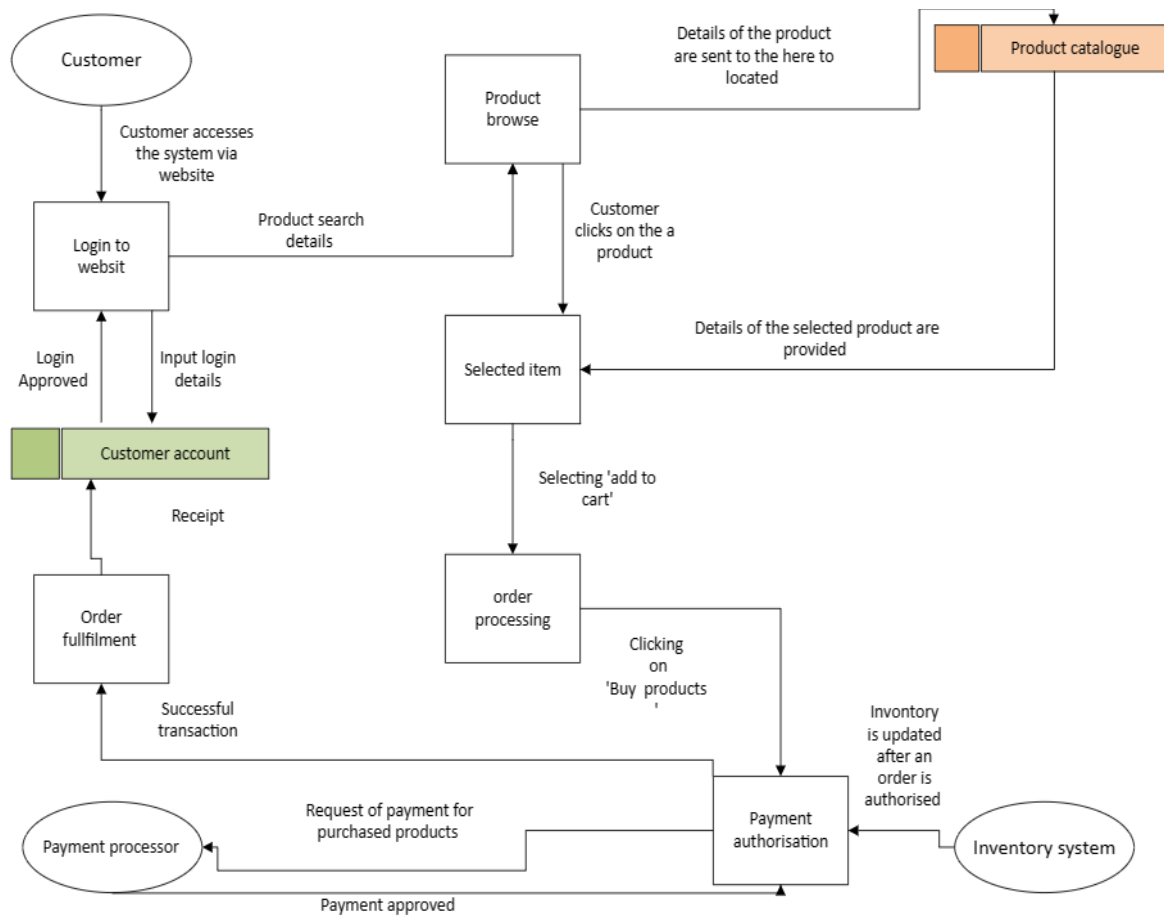 Customer
Customer accesses
the system via
website
Login to
websit
Product search
details
Product
browse
Details of the product
are sent to the here to
located
Product catalogue
Customer
clicks on the a
product
Selected item
Details of the selected product are
provided
Login
Approved
Input login
details
Customer account
Receipt
Selecting 'add to
cart'
order
processing
Order
fullfilment
Clicking
on
'Buy products
'
Successful
transaction
Invontory
is updated
after an
order is
authorised
Request of payment for
purchased products
Payment
authorisation
Payment processor
Inventory system
Payment approved